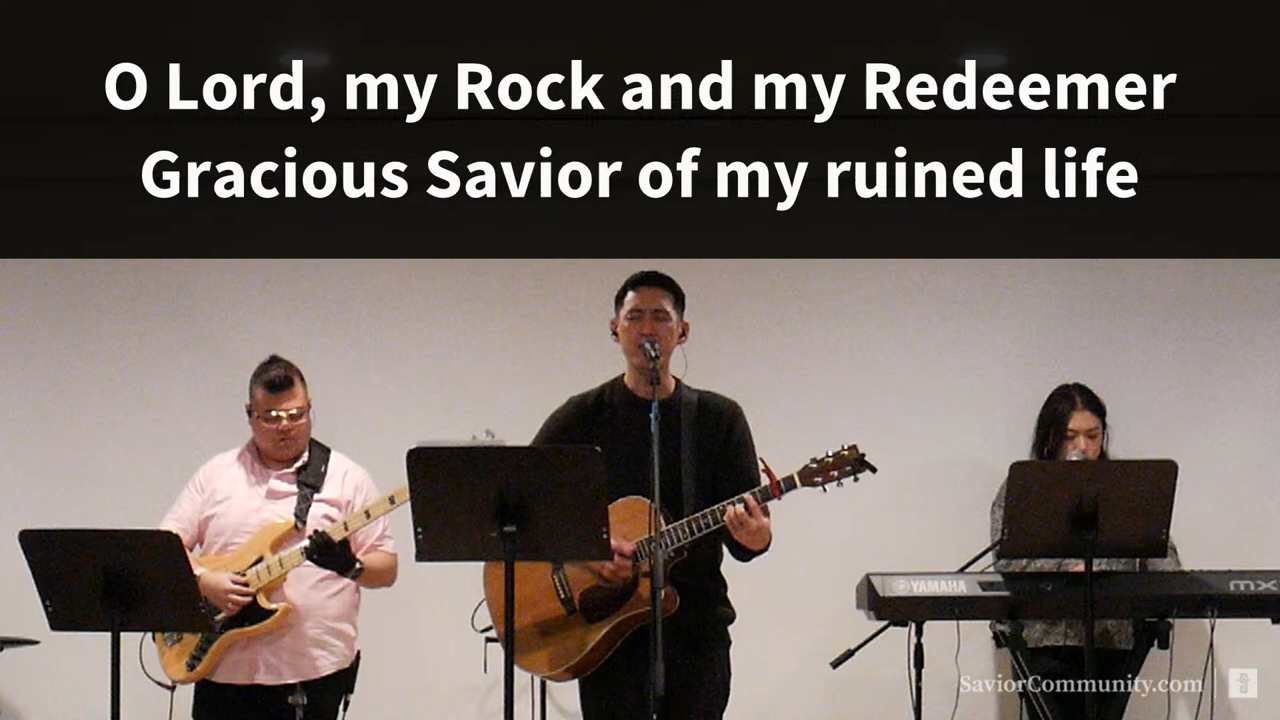 O Lord, my Rock and my Redeemer
Gracious Savior of my ruined life
YAMAHA
MX
SaviorCommunity.com